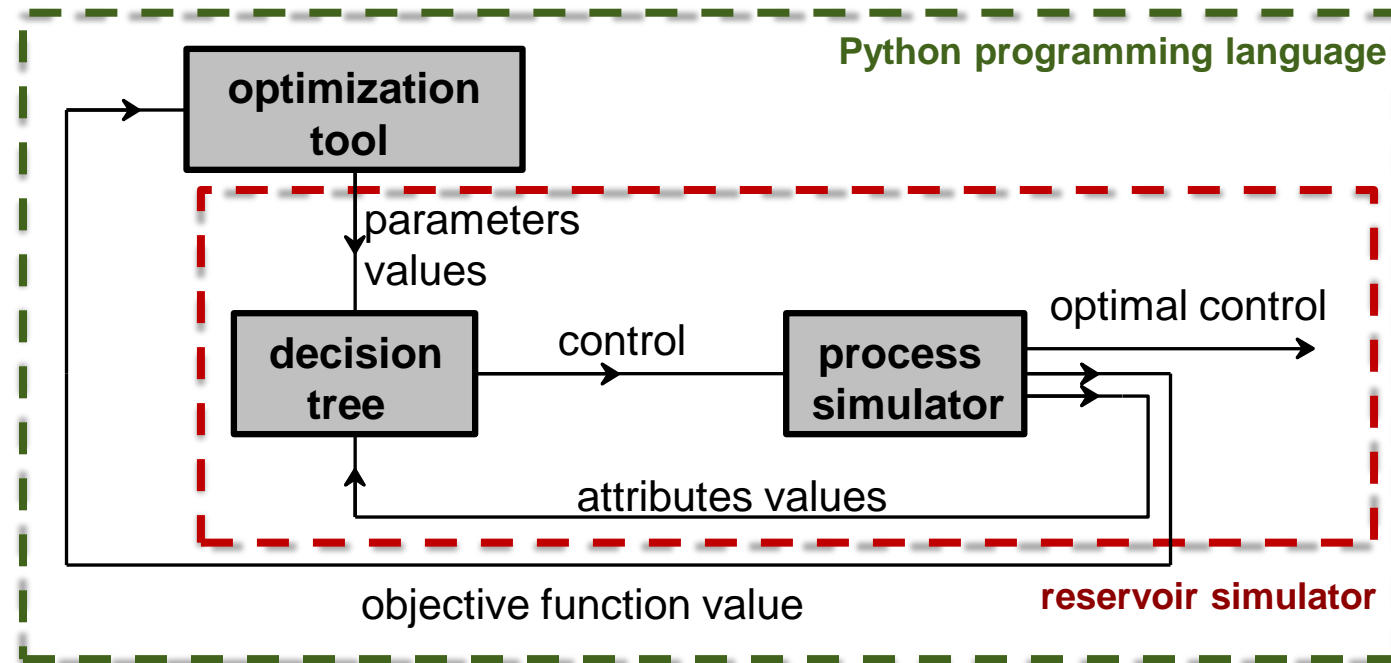 Python programming language
optimization
tool
parameters
values
optimal control
decision
tree
control
process
simulator
attributes values
objective function value
reservoir simulator